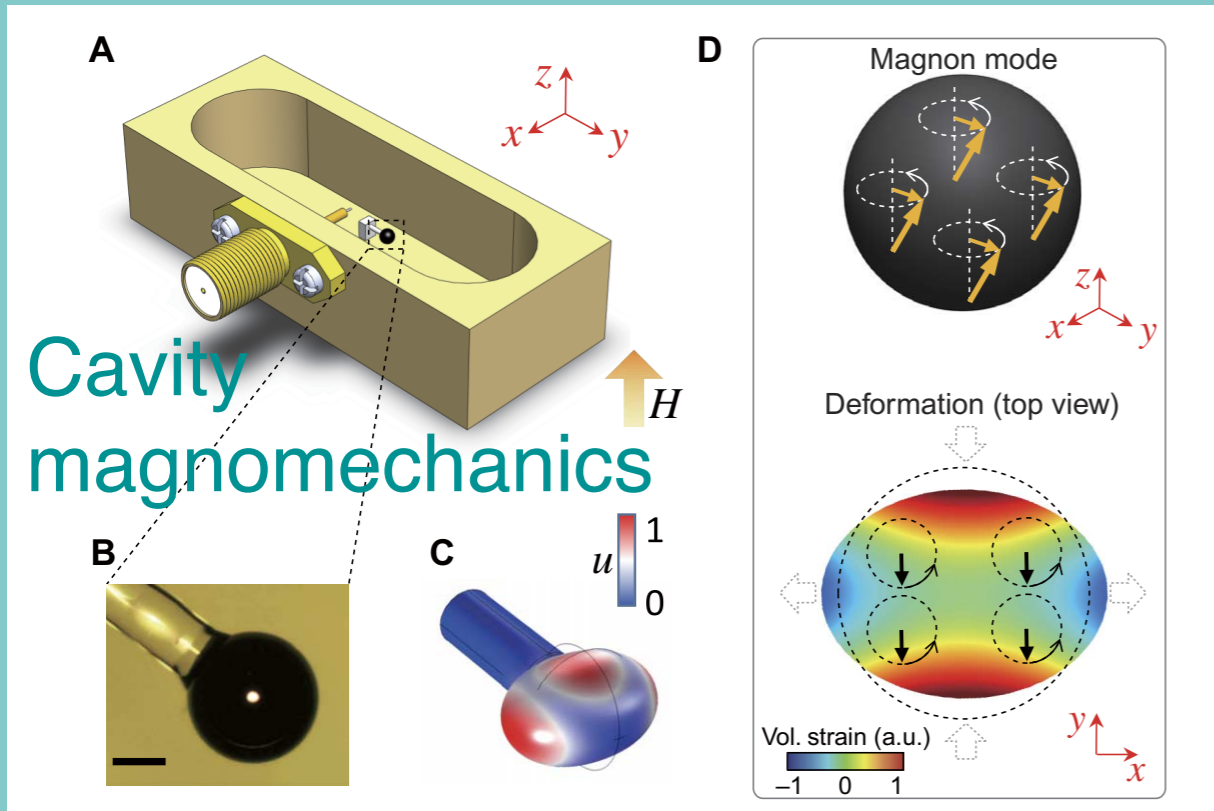 A
z
x
y
H
Cavity
magnomechanics
B
C
u
1
0
D
Magnon mode
z
x
y
Deformation (top view)
Vol. strain (a.u.)
–1 0 1
y
x